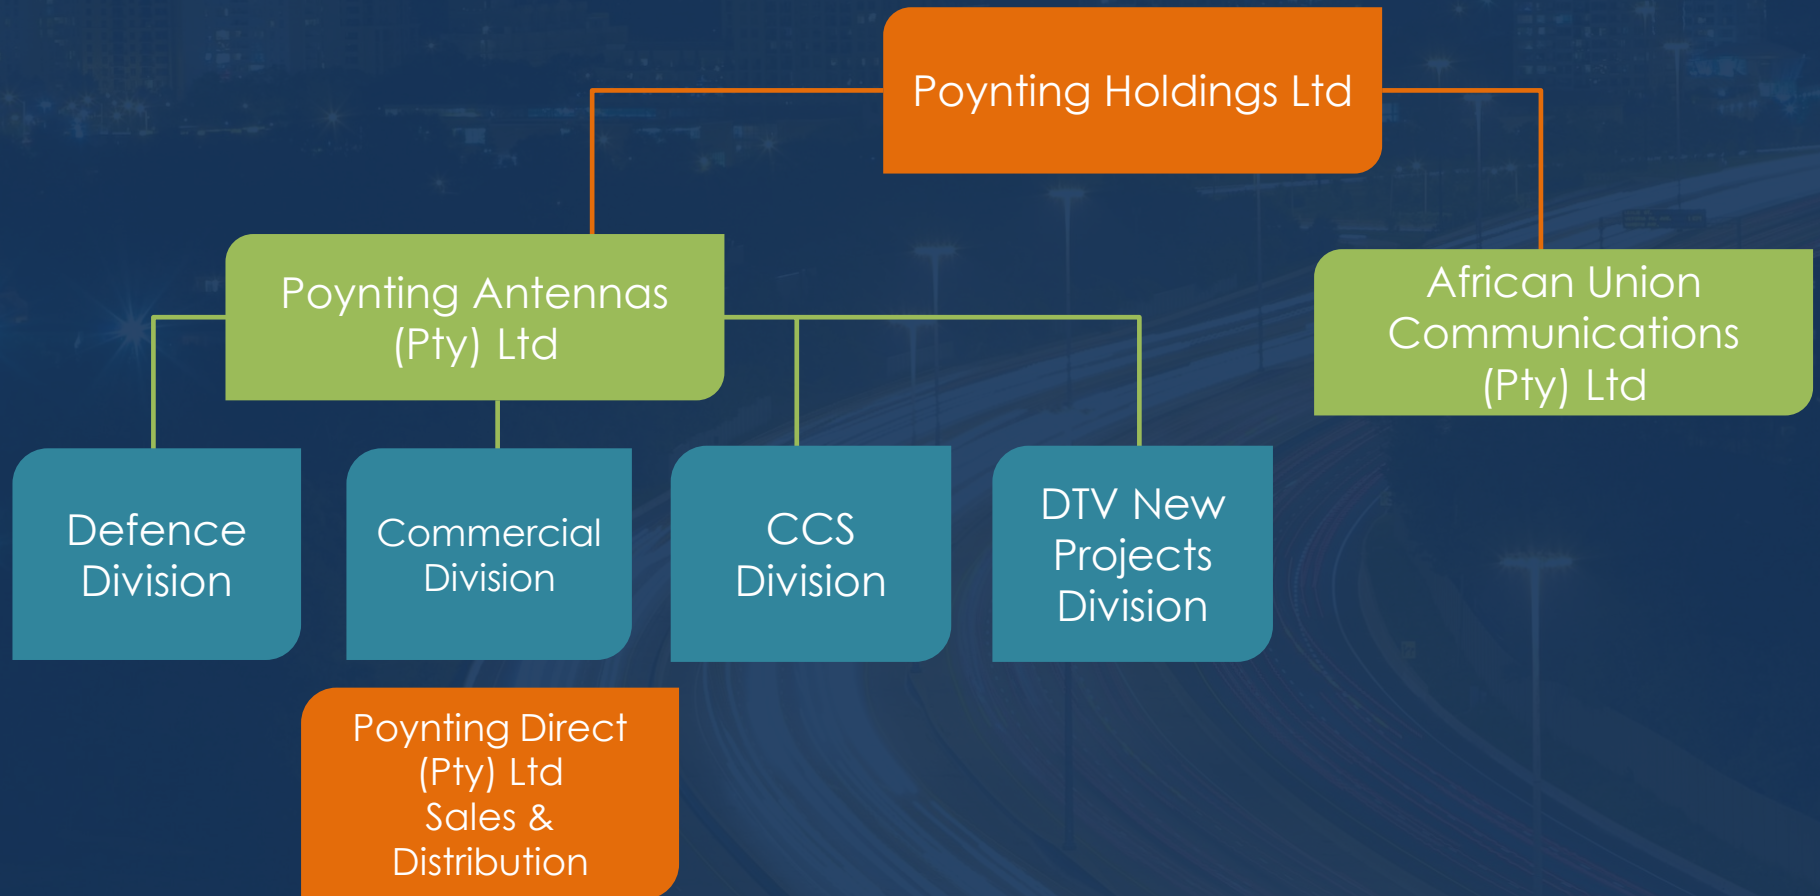 Poynting Holdings Ltd
Poynting Antennas
(Pty) Ltd
African Union
Communications
(Pty) Ltd
Defence
Division
Commercial
Division
CCS
Division
DTV New
Projects
Division
Poynting Direct
(Pty) Ltd
Sales &
Distribution